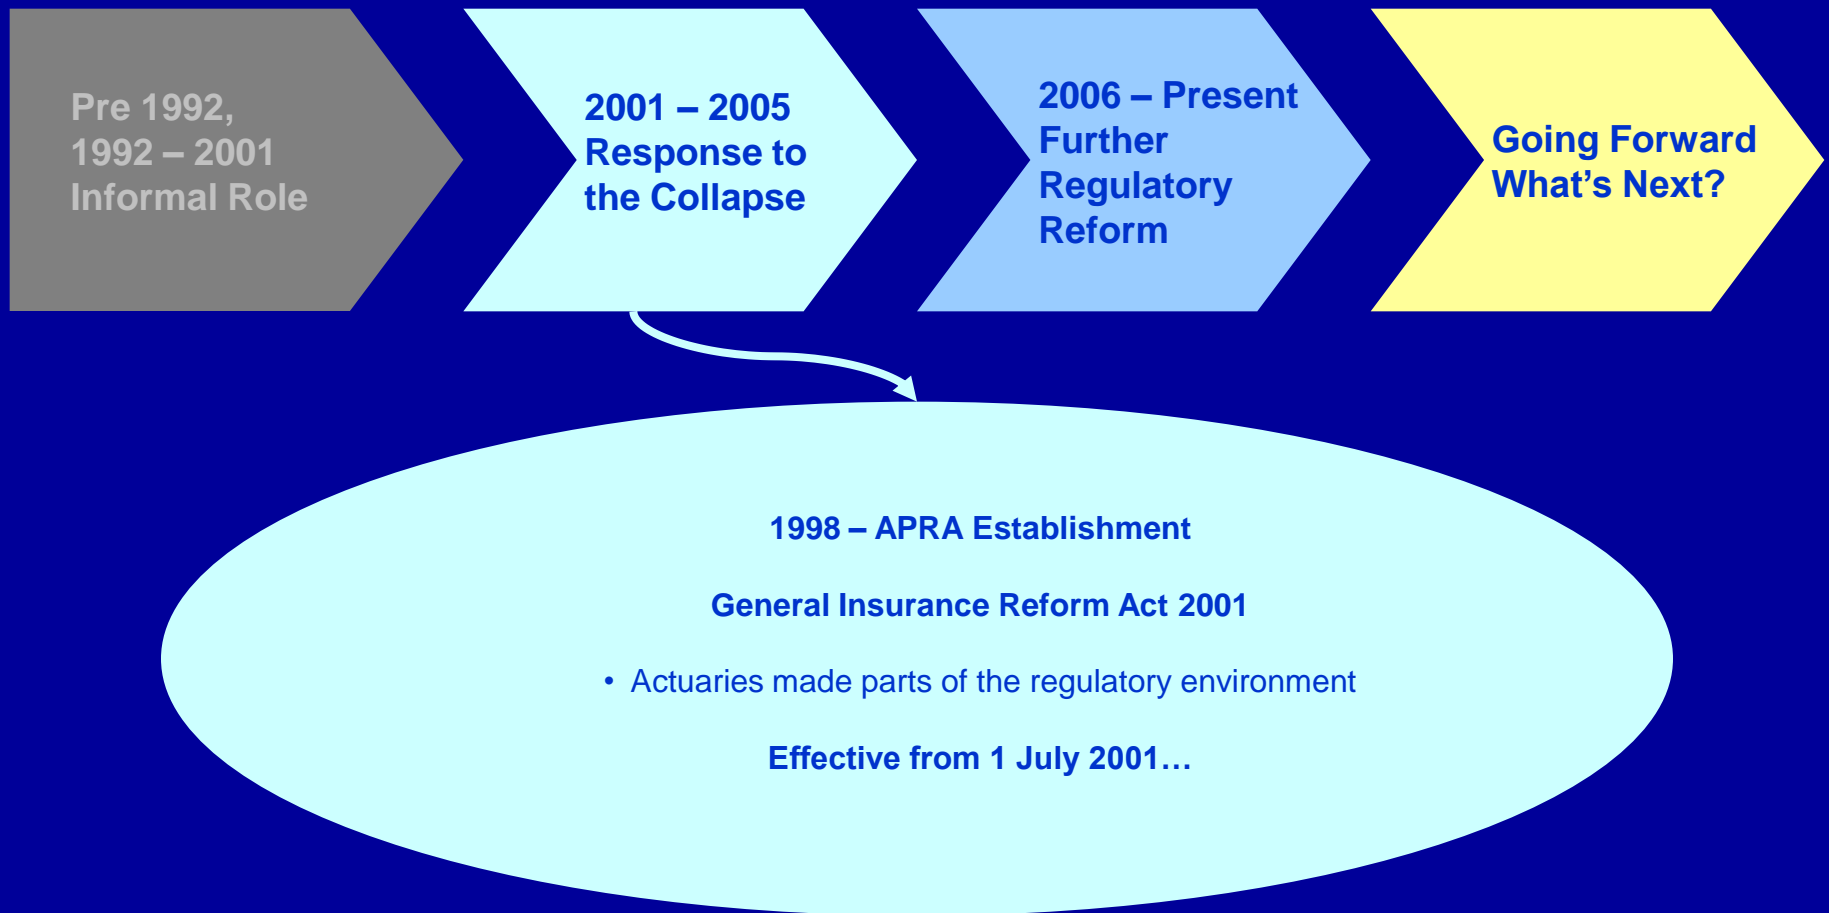 Pre 1992,
1992 – 2001
Informal Role
2001 – 2005
Response to
the Collapse
2006 – Present
Further
Regulatory
Reform
Going Forward
What’s Next?
1998 – APRA Establishment
General Insurance Reform Act 2001
• Actuaries made parts of the regulatory environment
Effective from 1 July 2001…